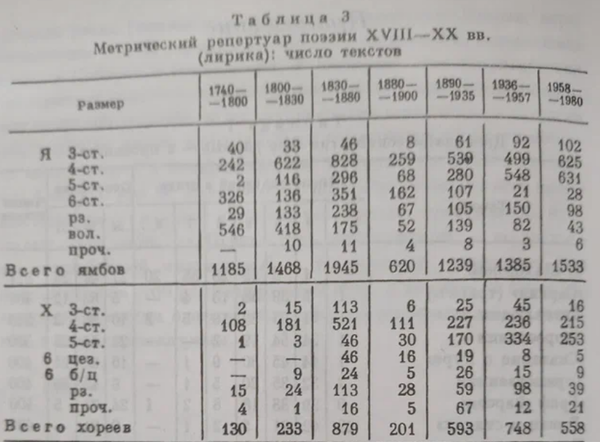 Таблица 3
Метрический репертуар поэзии XVIII—XX вв.
(лирика): число текстов
Размер 1740— —1800 1800— —1830 1830— —1880 1880— —1900 1890— —1935 1936— —1957 1958— —1980
Я 3-ст. 40 33 46 8 61 92 102
4-ст. 242 622 828 259 539 499 625
5-ст. 2 116 296 68 280 548 631
6-ст. 326 136 351 162 107 21 28
рз. 29 133 238 67 105 150 98
вол. 546 418 175 52 139 82 43
проч. — 10 11 4 8 3 6
Всего ямбов 1185 1468 1945 620 1239 1385 1533
Х 3-ст. 2 15 113 6 25 45 16
4-ст. 108 181 521 111 227 236 215
5-ст. 1 3 46 30 170 334 253
6 цез. — — 46 16 19 8 5
6 б/ц — 9 24 5 26 15 9
рз. 15 24 113 28 59 98 39
проч. 4 1 16 5 67 12 21
Всего хореев 130 233 879 201 593 748 558